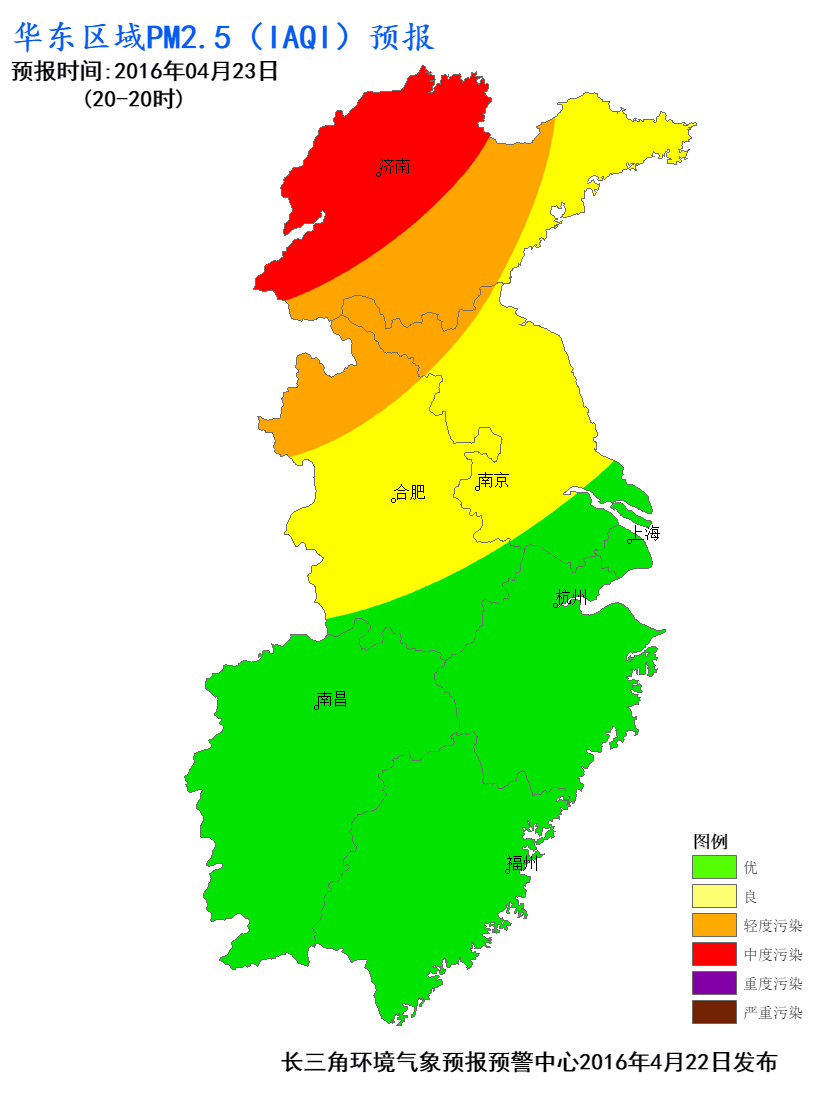 华东区域PM2.5（IAQI）预报
预报时间:2016年04月23日
(20-20时)
济南
合肥
南京
上海
杭州
南昌
福州
图例
优
良
轻度污染
中度污染
重度污染
严重污染
长三角环境气象预报预警中心2016年4月22日发布